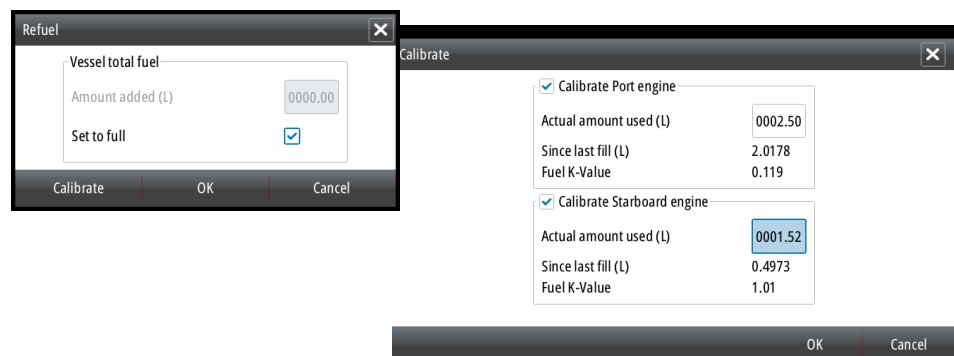 Refuel
Vessel total fuel
Amount added (L) 0000.00
Set to full
Calibrate OK Cancel
Calibrate
Calibrate Port engine
Actual amount used (L) 0002.50
Since last fill (L) 2.0178
Fuel K-Value 0.119
Calibrate Starboard engine
Actual amount used (L) 0001.52
Since last fill (L) 0.4973
Fuel K-Value 1.01
OK Cancel